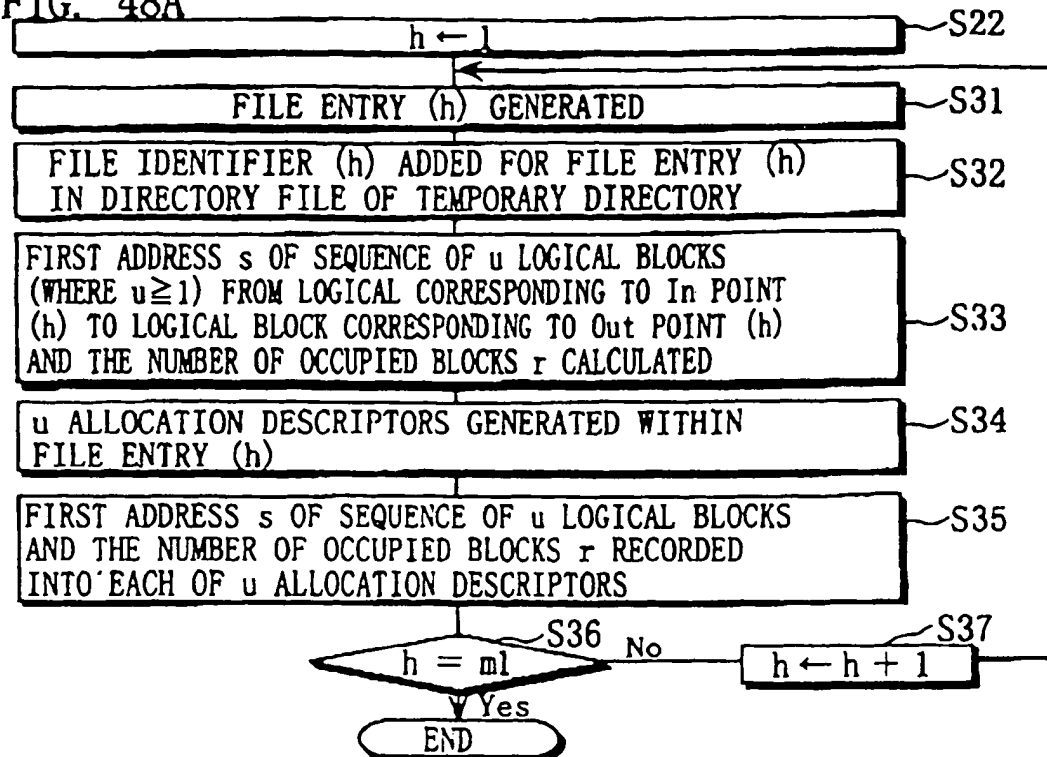 FIG. 48A
h ← 1
S22
FILE ENTRY (h) GENERATED
S31
FILE IDENTIFIER (h) ADDED FOR FILE ENTRY (h)
IN DIRECTORY FILE OF TEMPORARY DIRECTORY
S32
FIRST ADDRESS s OF SEQUENCE OF u LOGICAL BLOCKS
(WHERE u≧1) FROM LOGICAL CORRESPONDING TO In POINT
(h) TO LOGICAL BLOCK CORRESPONDING TO Out POINT (h)
AND THE NUMBER OF OCCUPIED BLOCKS r CALCULATED
S33
u ALLOCATION DESCRIPTORS GENERATED WITHIN
FILE ENTRY (h)
S34
FIRST ADDRESS s OF SEQUENCE OF u LOGICAL BLOCKS
AND THE NUMBER OF OCCUPIED BLOCKS r RECORDED
INTO EACH OF u ALLOCATION DESCRIPTORS
S35
S36
h = m1
No
S37
h ← h + 1
Yes
END